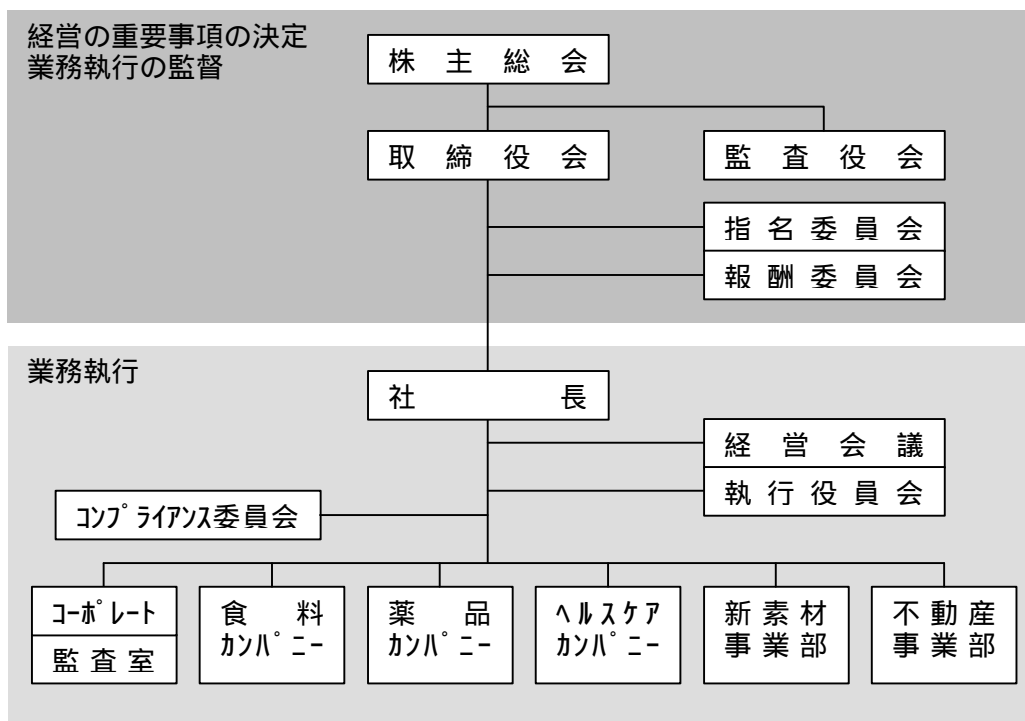 経営の重要事項の決定
業務執行の監督
株主総会
取締役会
監査役会
指名委員会
報酬委員会
業務執行
社長
経営会議
執行役員会
ｺﾝﾌﾟﾗｲｱﾝｽ委員会
ｺｰﾎﾟﾚｰﾄ
監査室
食料
ｶﾝﾊﾟﾆｰ
薬品
ｶﾝﾊﾟﾆｰ
ﾍﾙｽｹｱ
ｶﾝﾊﾟﾆｰ
新素材
事業部
不動産
事業部